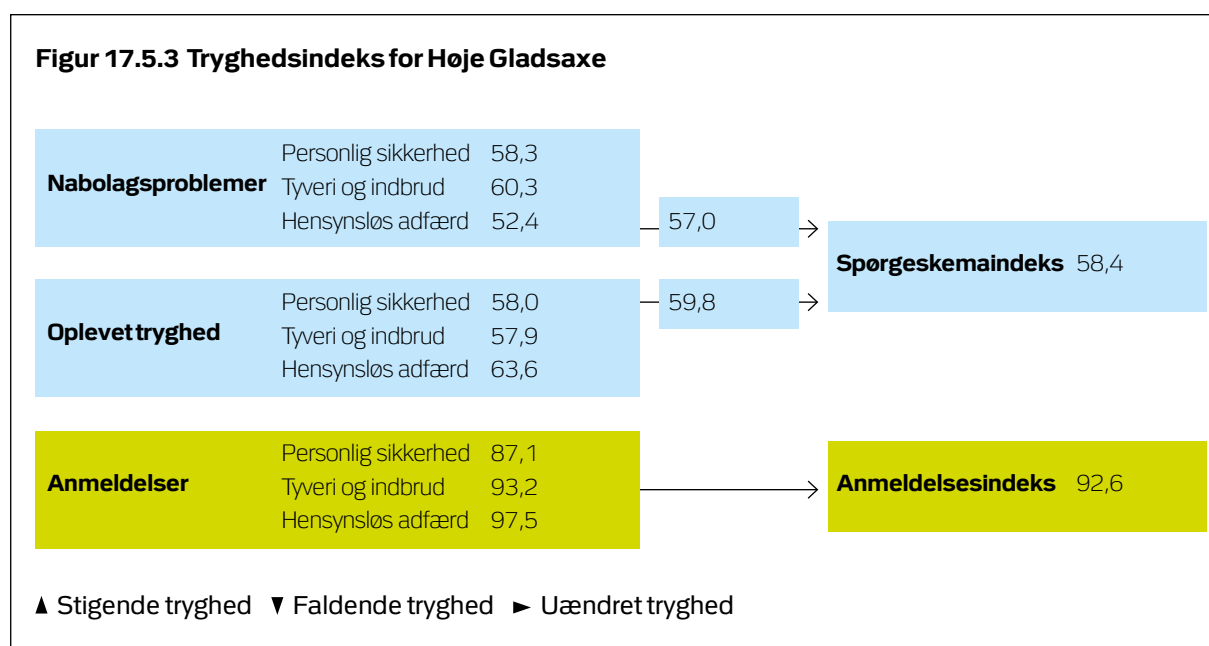 Figur 17.5.3 Tryghedsindeks for Høje Gladsaxe
Nabolagsproblemer
Personlig sikkerhed 58,3
Tyveri og indbrud 60,3
Hensynsløs adfærd 52,4
57,0
Oplevet tryghed
Personlig sikkerhed 58,0
Tyveri og indbrud 57,9
Hensynsløs adfærd 63,6
59,8
Spørgeskemaindeks 58,4
Anmeldelser
Personlig sikkerhed 87,1
Tyveri og indbrud 93,2
Hensynsløs adfærd 97,5
Anmeldelsesindeks 92,6
▲ Stigende tryghed ▼ Faldende tryghed ► Uændret tryghed